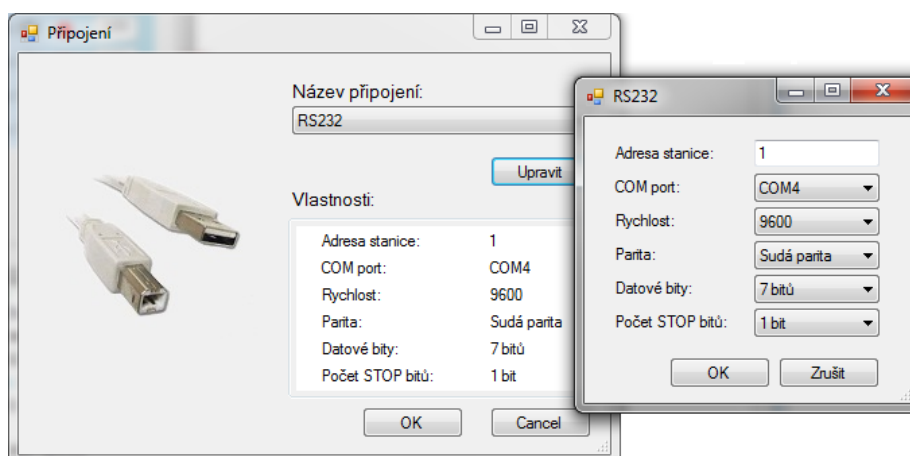 Připojení
Název připojení:
RS232
Upravit
Vlastnosti:
Adresa stanice: 1
COM port: COM4
Rychlost: 9600
Parita: Sudá parita
Datové bity: 7 bitů
Počet STOP bitů: 1 bit
OK Cancel
RS232
Adresa stanice: 1
COM port: COM4
Rychlost: 9600
Parita: Sudá parita
Datové bity: 7 bitů
Počet STOP bitů: 1 bit
OK Zrušit